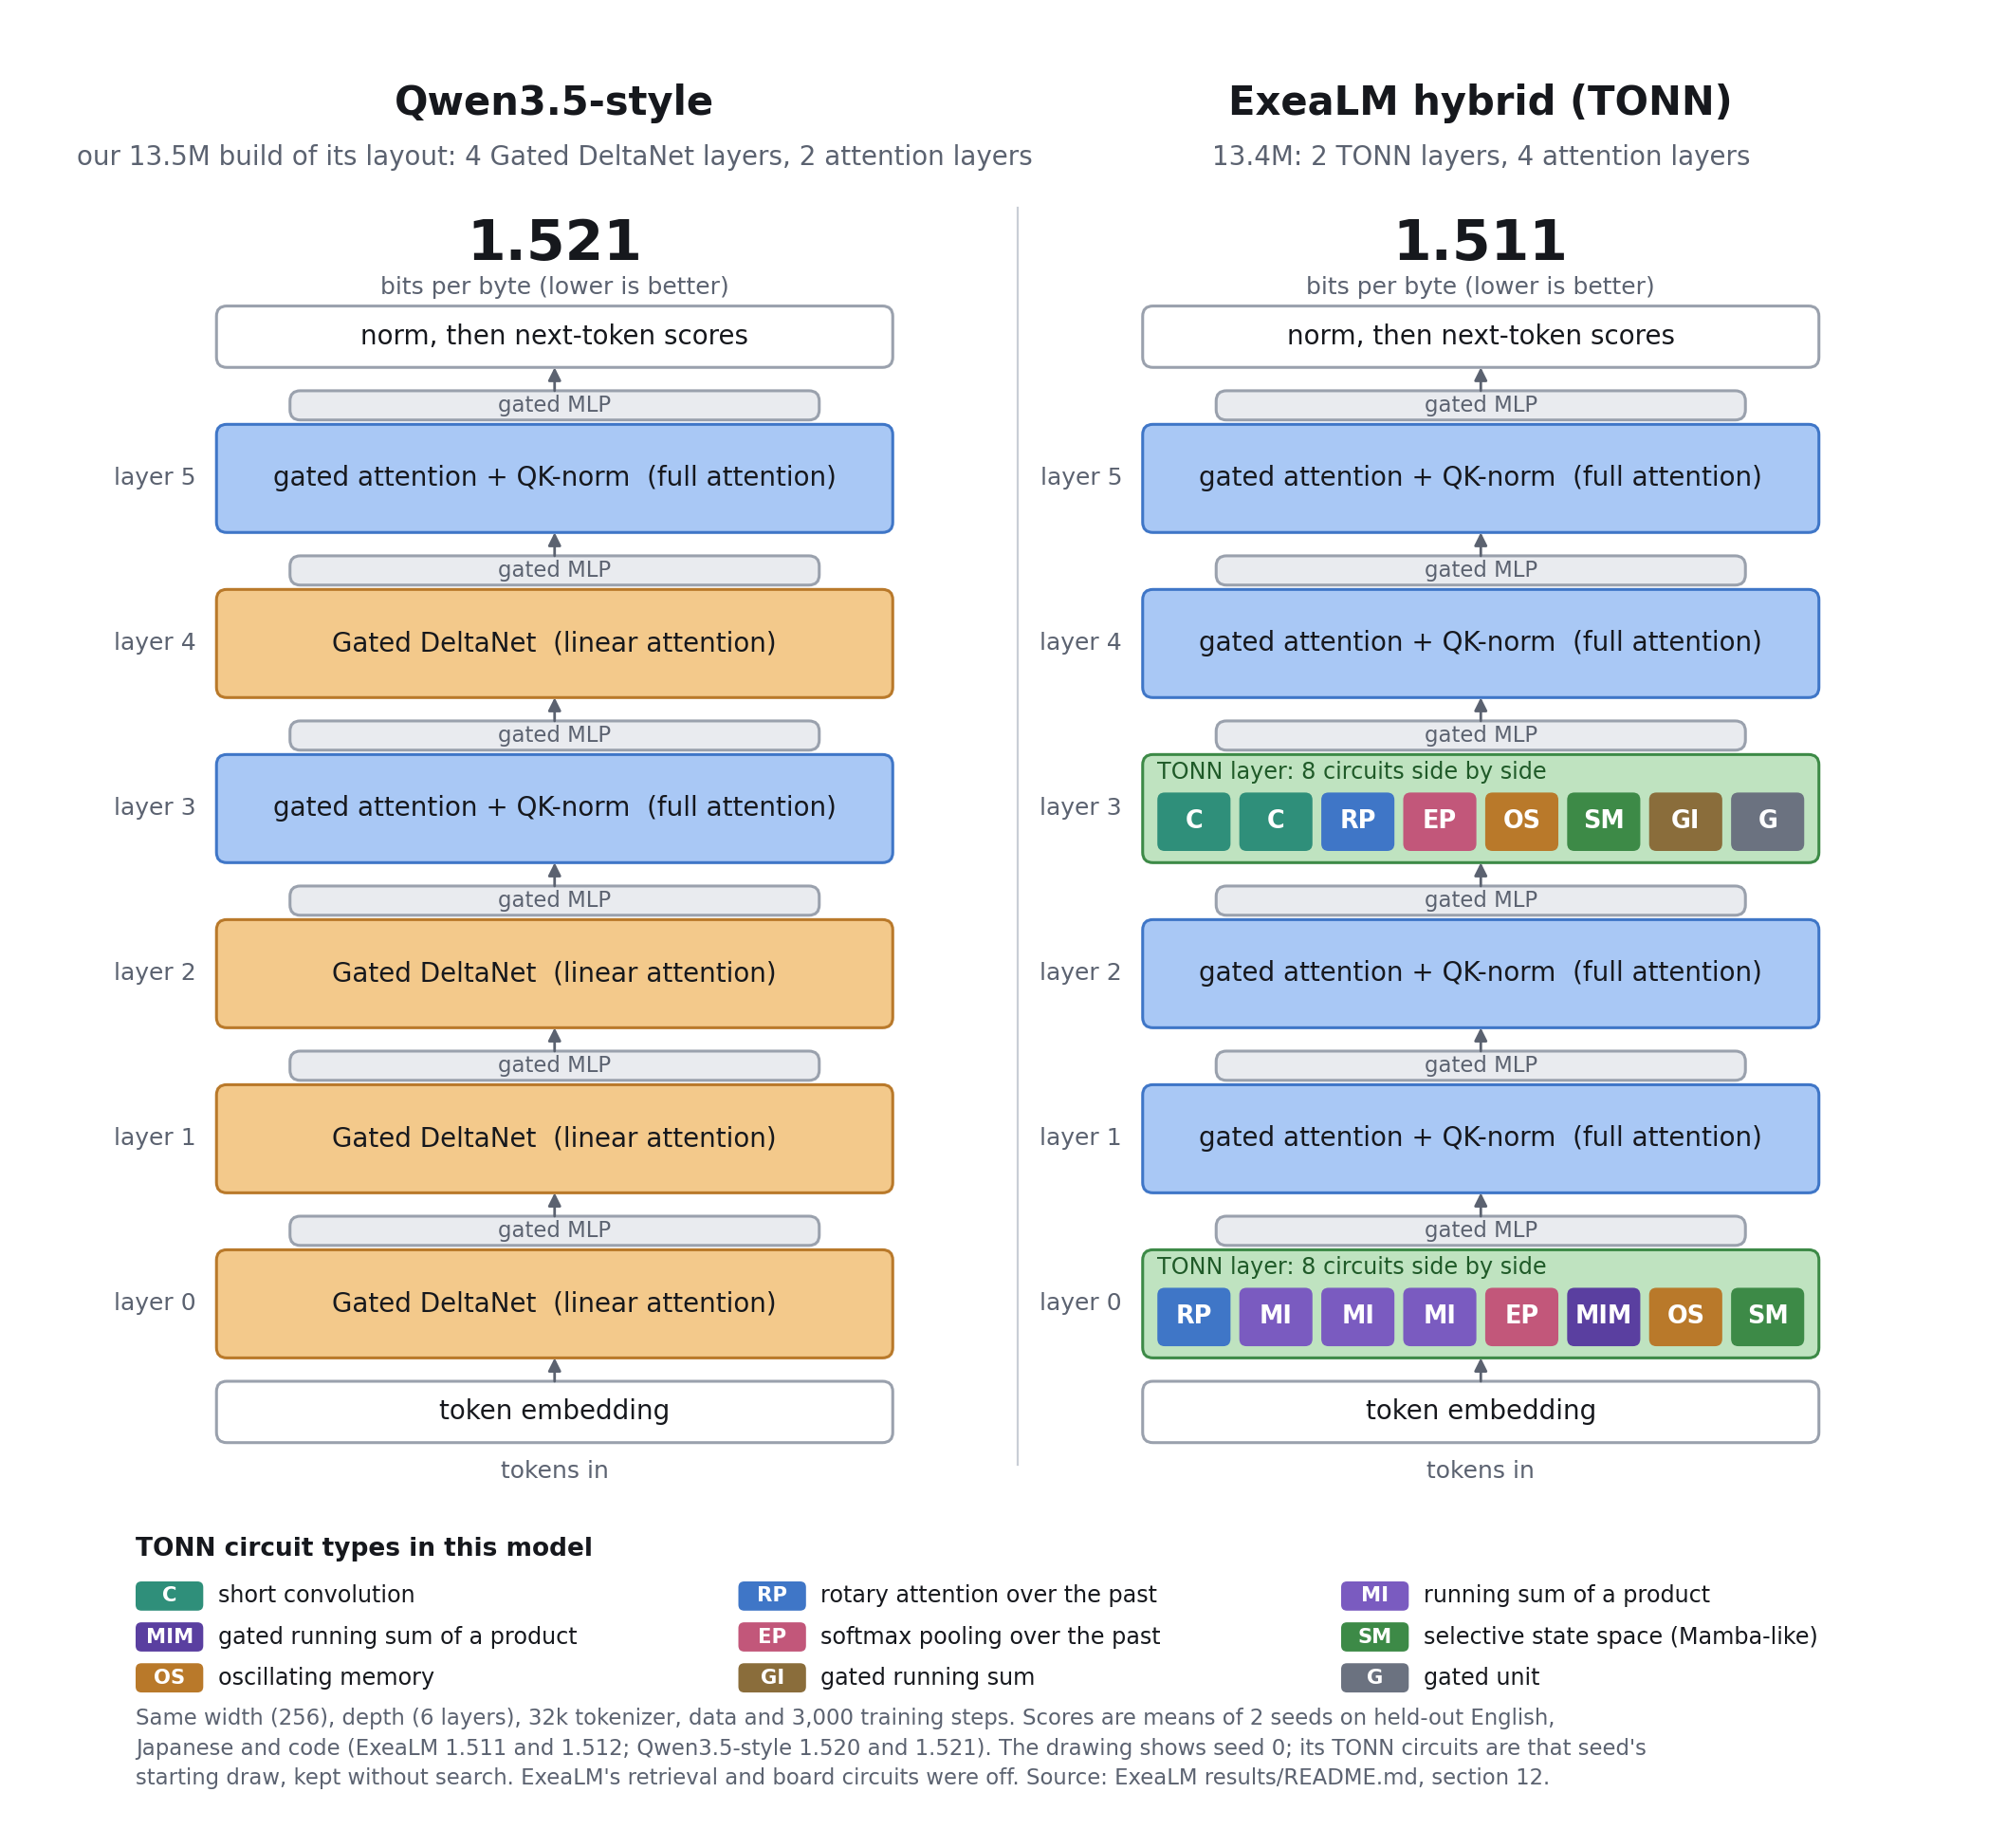 Qwen3.5-style
our 13.5M build of its layout: 4 Gated DeltaNet layers, 2 attention layers
1.521
bits per byte (lower is better)
norm, then next-token scores
gated MLP
layer 5
gated attention + QK-norm (full attention)
gated MLP
layer 4
Gated DeltaNet (linear attention)
gated MLP
layer 3
gated attention + QK-norm (full attention)
gated MLP
layer 2
Gated DeltaNet (linear attention)
gated MLP
layer 1
Gated DeltaNet (linear attention)
gated MLP
layer 0
Gated DeltaNet (linear attention)
token embedding
tokens in
ExeaLM hybrid (TONN)
13.4M: 2 TONN layers, 4 attention layers
1.511
bits per byte (lower is better)
norm, then next-token scores
gated MLP
layer 5
gated attention + QK-norm (full attention)
gated MLP
layer 4
gated attention + QK-norm (full attention)
gated MLP
layer 3
TONN layer: 8 circuits side by side
C C RP EP OS SM GI G
gated MLP
layer 2
gated attention + QK-norm (full attention)
gated MLP
layer 1
gated attention + QK-norm (full attention)
gated MLP
layer 0
TONN layer: 8 circuits side by side
RP MI MI MI EP MIM OS SM
token embedding
tokens in
TONN circuit types in this model
C short convolution
RP rotary attention over the past
MI running sum of a product
MIM gated running sum of a product
EP softmax pooling over the past
SM selective state space (Mamba-like)
OS oscillating memory
GI gated running sum
G gated unit
Same width (256), depth (6 layers), 32k tokenizer, data and 3,000 training steps. Scores are means of 2 seeds on held-out English,
Japanese and code (ExeaLM 1.511 and 1.512; Qwen3.5-style 1.520 and 1.521). The drawing shows seed 0; its TONN circuits are that seed's
starting draw, kept without search. ExeaLM's retrieval and board circuits were off. Source: ExeaLM results/README.md, section 12.